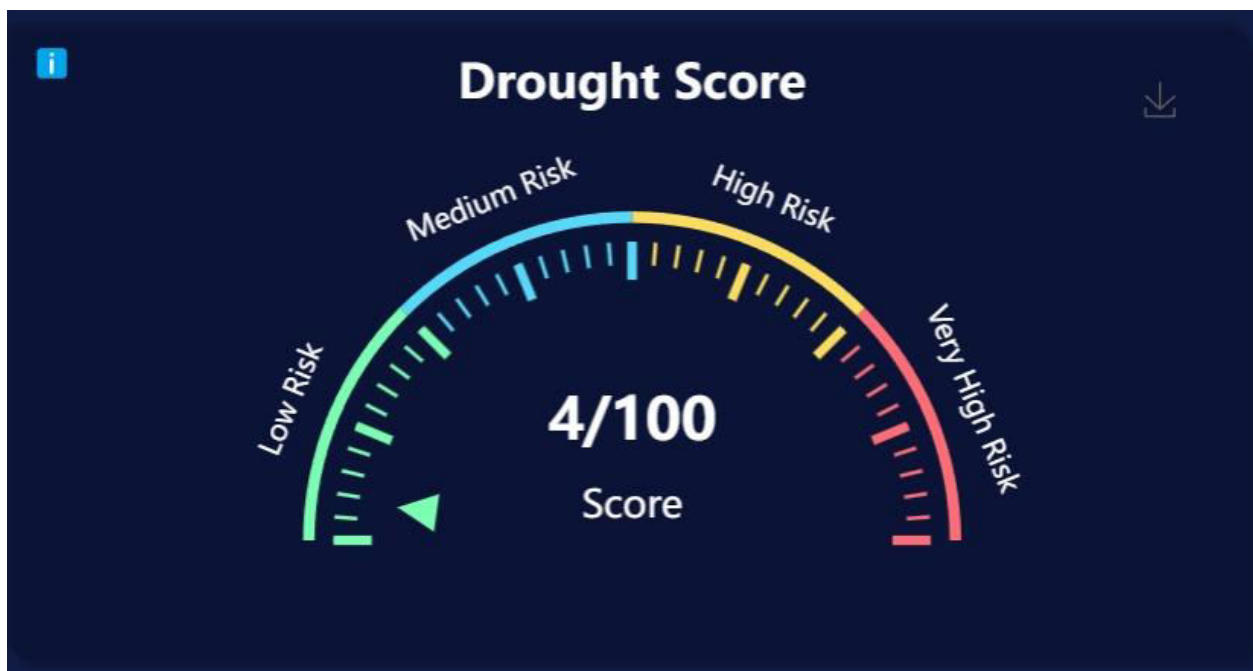 i
Drought Score
Medium Risk
High Risk
Low Risk
Very High Risk
4/100
Score